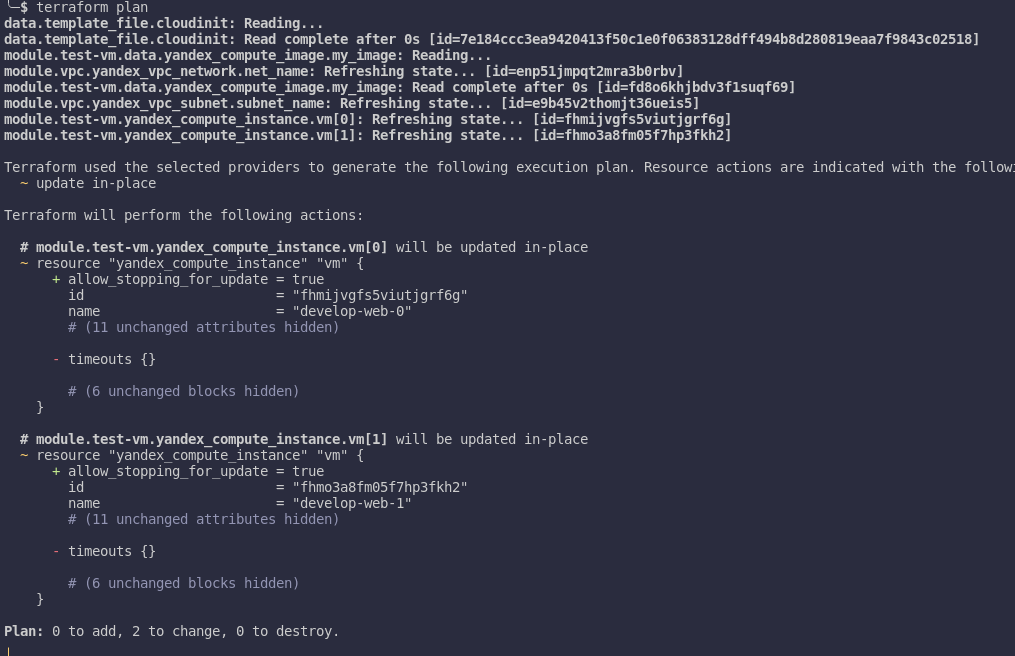 ╰─$ terraform plan
data.template_file.cloudinit: Reading...
data.template_file.cloudinit: Read complete after 0s [id=7e184ccc3ea9420413f50c1e0f06383128dff494b8d280819eaa7f9843c02518]
module.test-vm.data.yandex_compute_image.my_image: Reading...
module.vpc.yandex_vpc_network.net_name: Refreshing state... [id=enp51jmpqt2mra3b0rbv]
module.test-vm.data.yandex_compute_image.my_image: Read complete after 0s [id=fd8o6khjbdv3f1suqf69]
module.vpc.yandex_vpc_subnet.subnet_name: Refreshing state... [id=e9b45v2thomjt36ueis5]
module.test-vm.yandex_compute_instance.vm[0]: Refreshing state... [id=fhmijvgfs5viutjgrf6g]
module.test-vm.yandex_compute_instance.vm[1]: Refreshing state... [id=fhmo3a8fm05f7hp3fkh2]

Terraform used the selected providers to generate the following execution plan. Resource actions are indicated with the follow
  ~ update in-place

Terraform will perform the following actions:

  # module.test-vm.yandex_compute_instance.vm[0] will be updated in-place
  ~ resource "yandex_compute_instance" "vm" {
      + allow_stopping_for_update = true
        id                        = "fhmijvgfs5viutjgrf6g"
        name                      = "develop-web-0"
        # (11 unchanged attributes hidden)

      - timeouts {}

        # (6 unchanged blocks hidden)
    }

  # module.test-vm.yandex_compute_instance.vm[1] will be updated in-place
  ~ resource "yandex_compute_instance" "vm" {
      + allow_stopping_for_update = true
        id                        = "fhmo3a8fm05f7hp3fkh2"
        name                      = "develop-web-1"
        # (11 unchanged attributes hidden)

      - timeouts {}

        # (6 unchanged blocks hidden)
    }

Plan: 0 to add, 2 to change, 0 to destroy.